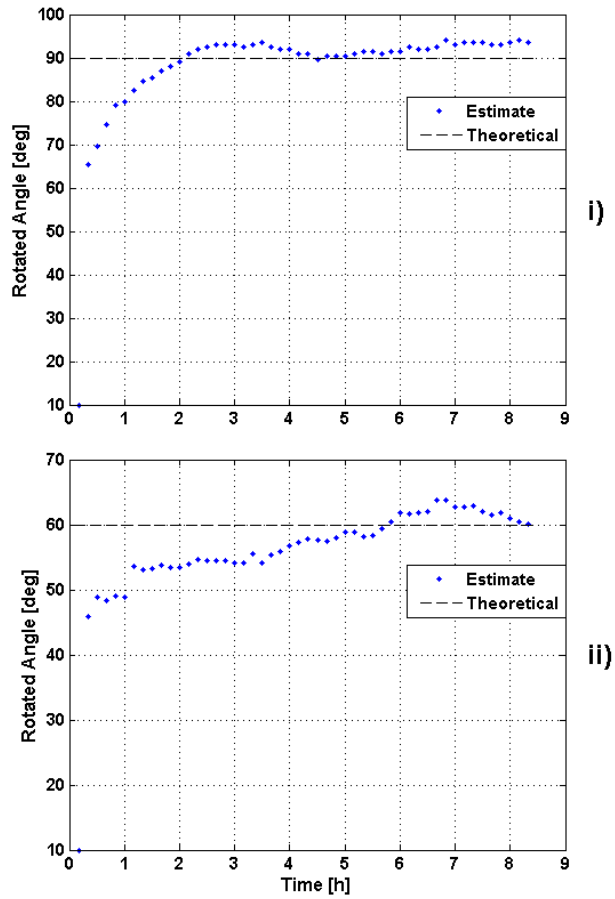 100
90
80
70
60
50
40
30
20
10
0 1 2 3 4 5 6 7 8 9
Rotated Angle [deg]
Estimate
Theoretical
i)
70
60
50
40
30
20
10
0 1 2 3 4 5 6 7 8 9
Rotated Angle [deg]
Time [h]
Estimate
Theoretical
ii)